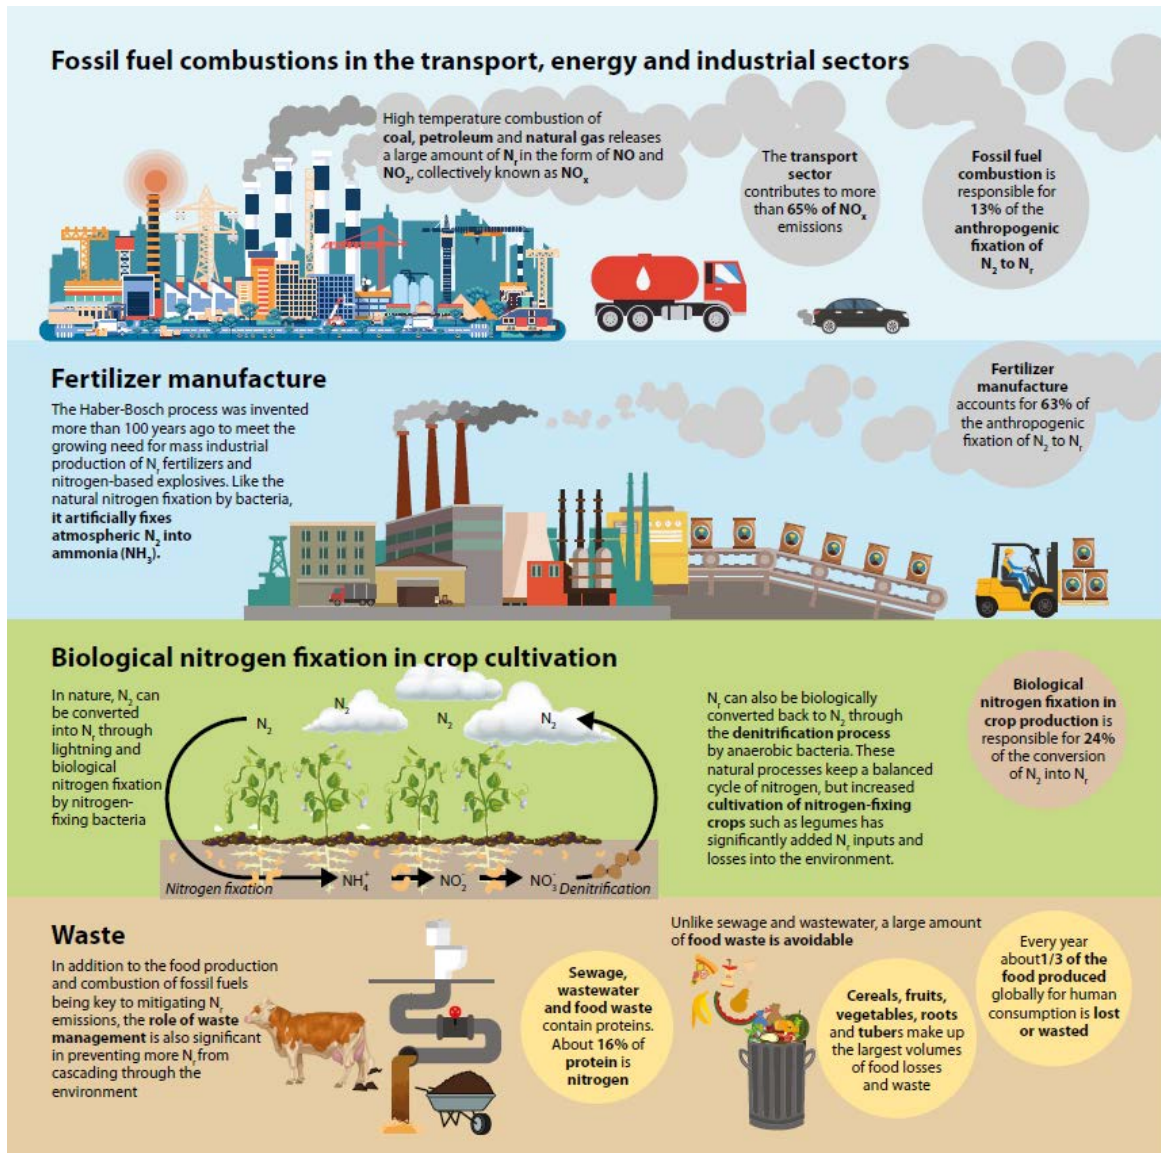 Fossil fuel combustions in the transport, energy and industrial sectors
High temperature combustion of
coal, petroleum and natural gas releases
a large amount of Nr in the form of NO and
NO2, collectively known as NOx
The transport
sector
contributes to more
than 65% of NOx
emissions
Fossil fuel
combustion is
responsible for
13% of the
anthropogenic
fixation of
N2 to Nr
Fertilizer manufacture
The Haber-Bosch process was invented
more than 100 years ago to meet the
growing need for mass industrial
production of Nr fertilizers and
nitrogen-based explosives. Like the
natural nitrogen fixation by bacteria,
it artificially fixes
atmospheric N2 into
ammonia (NH3).
Fertilizer
manufacture
accounts for 63% of
the anthropogenic
fixation of N2 to Nr
Biological nitrogen fixation in crop cultivation
In nature, N2 can
be converted
into Nr through
lightning and
biological
nitrogen fixation
by nitrogen-
fixing bacteria
N2
N2
N2
N2
Nitrogen fixation
NH4+
NO2-
NO3-
Denitrification
Nr can also be biologically
converted back to N2 through
the denitrification process
by anaerobic bacteria. These
natural processes keep a balanced
cycle of nitrogen, but increased
cultivation of nitrogen-fixing
crops such as legumes has
significantly added Nr inputs and
losses into the environment.
Biological
nitrogen fixation in
crop production is
responsible for 24%
of the conversion
of N2 into Nr
Waste
In addition to the food production
and combustion of fossil fuels
being key to mitigating Nr
emissions, the role of waste
management is also significant
in preventing more Nr from
cascading through the
environment
Sewage,
wastewater
and food waste
contain proteins.
About 16% of
protein is
nitrogen
Unlike sewage and wastewater, a large amount
of food waste is avoidable
Cereals, fruits,
vegetables, roots
and tubers make up
the largest volumes
of food losses
and waste
Every year
about1/3 of the
food produced
globally for human
consumption is lost
or wasted